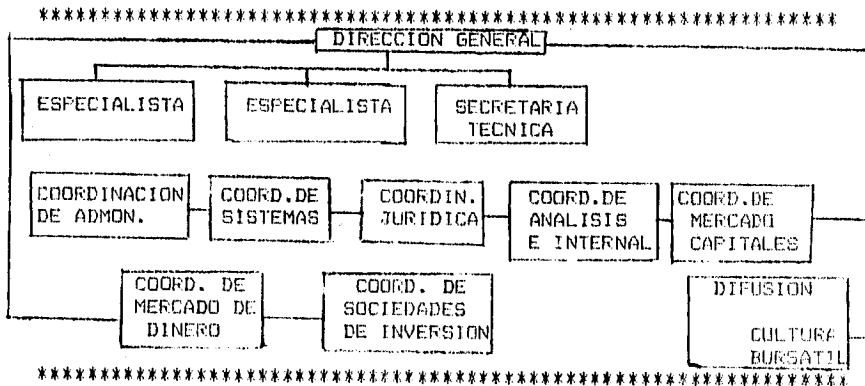 DIRECCION GENERAL
ESPECIALISTA
ESPECIALISTA
SECRETARIA
TECNICA
COORDINACION
DE ADMON.
COORD.DE
SISTEMAS
COORDIN.
JURIDICA
COORD.DE
ANALISIS
E INTERNAL
COORD.DE
MERCADO
CAPITALES
COORD. DE
MERCADO DE
DINERO
COORD. DE
SOCIEDADES
DE INVERSION
DIFUSION
CULTURA
BURSATIL